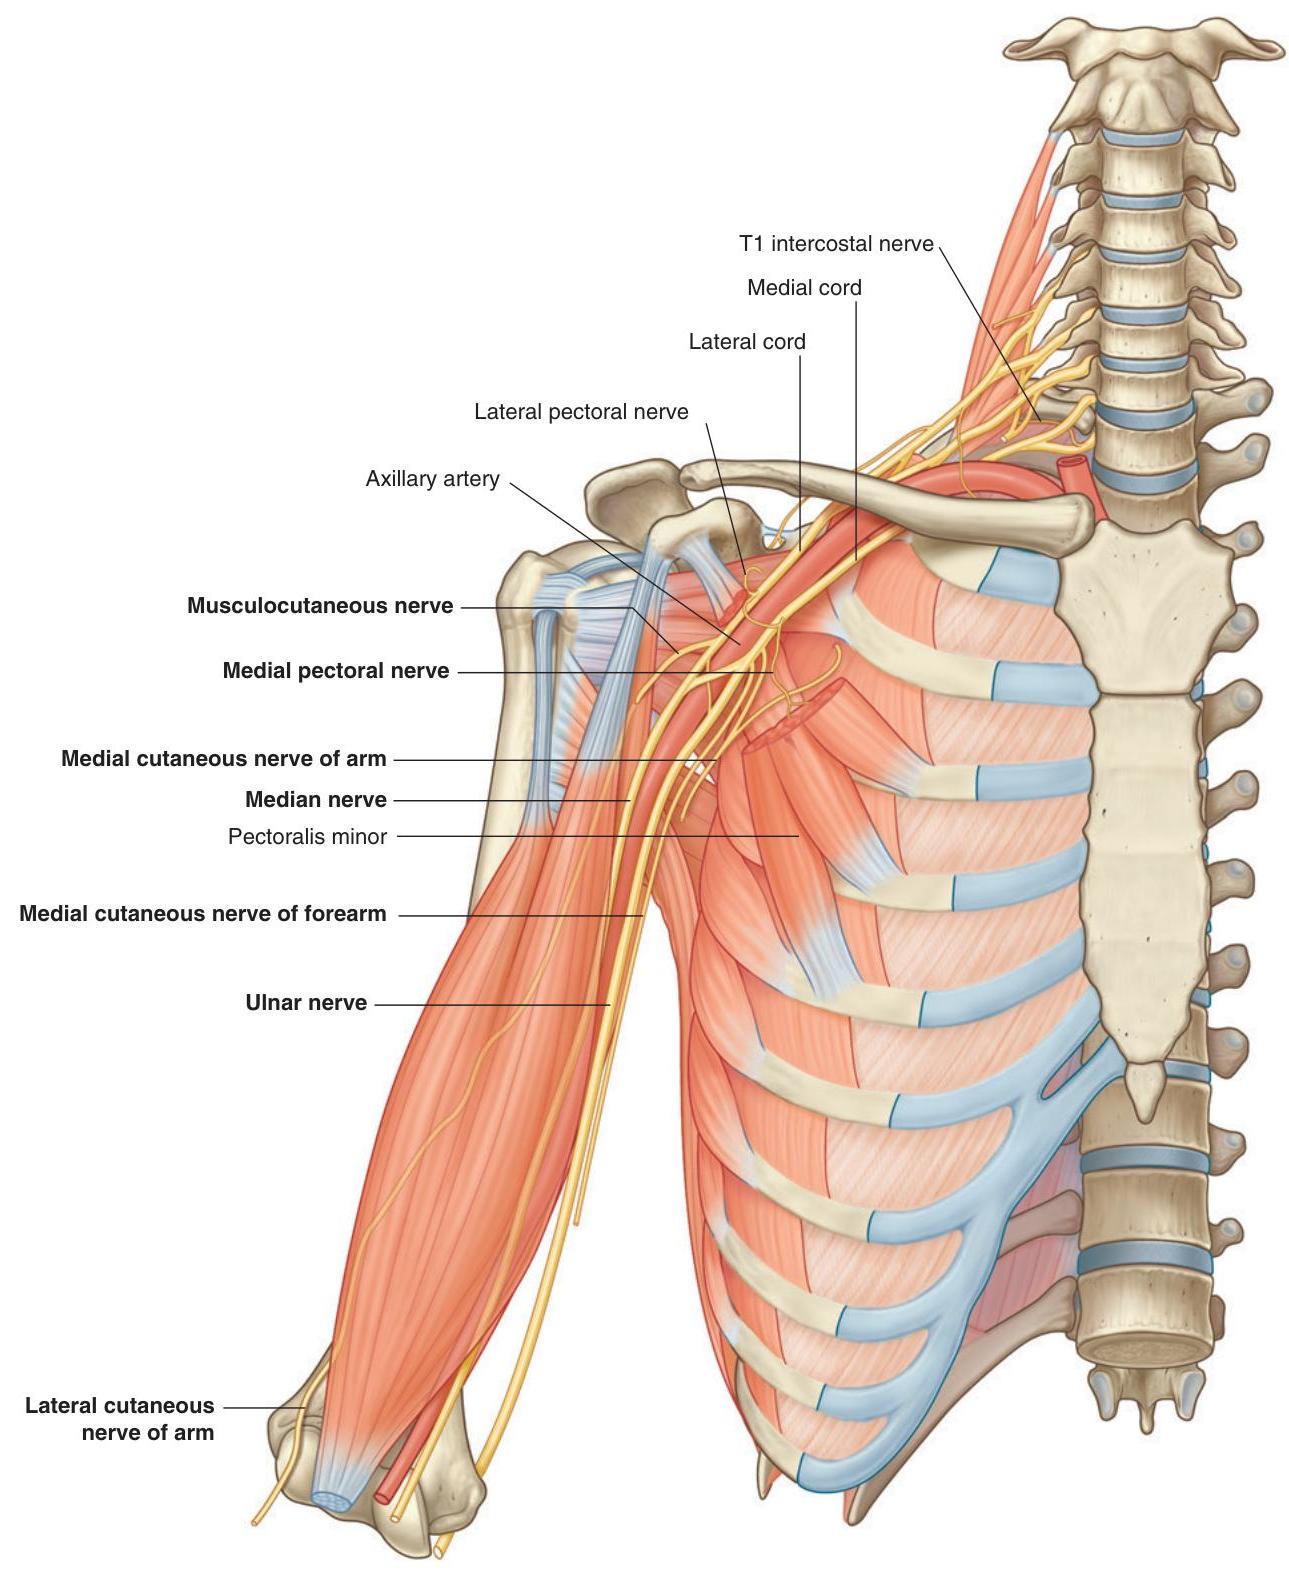 T1 intercostal nerve
Medial cord
Lateral cord
Lateral pectoral nerve
Axillary artery
Musculocutaneous nerve
Medial pectoral nerve
Medial cutaneous nerve of arm
Median nerve
Pectoralis minor
Medial cutaneous nerve of forearm
Ulnar nerve
Lateral cutaneous
nerve of arm